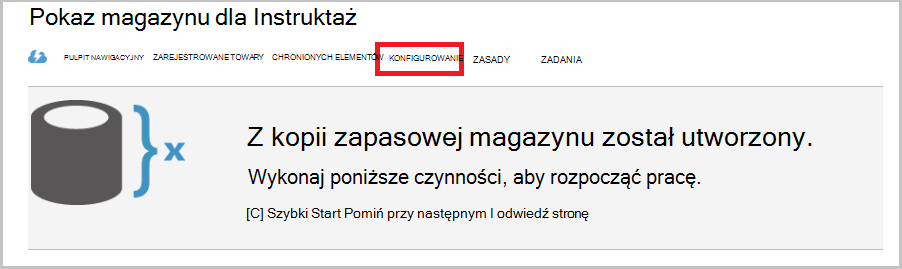 Pokaz magazynu dla Instruktaż
PULPIT NAWIGACYJNY ZAREJESTROWANE TOWARY CHRONIONYCH ELEMENTÓW KONFIGUROWANIE ZASADY ZADANIA
Z kopii zapasowej magazynu został utworzony.
Wykonaj poniższe czynności, aby rozpocząć pracę.
[C] Szybki Start Pomiń przy następnym I odwiedź stronę